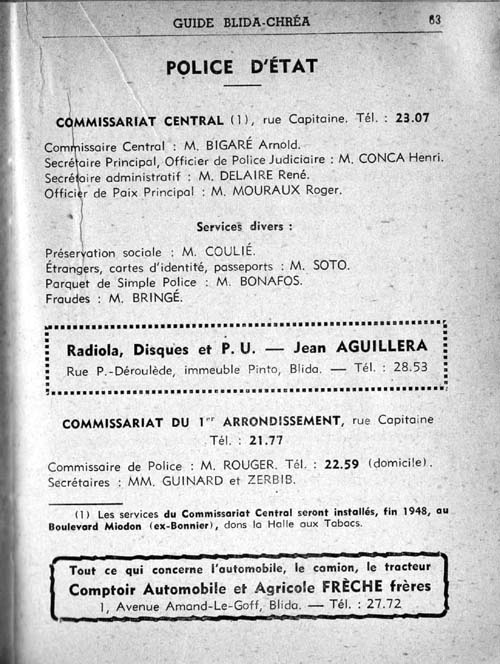 GUIDE BLIDA-CHRÉA 63
POLICE D'ÉTAT
COMMISSARIAT CENTRAL (1), rue Capitaine. Tél. : 23.07
Commissaire Central : M. BIGARÉ Arnold.
Secrétaire Principal, Officier de Police Judiciaire : M. CONCA Henri.
Secrétaire administratif : M. DELAIRE René.
Officier de Paix Principal : M. MOURAUX Roger.
Services divers :
Préservation sociale : M. COULIÉ.
Étrangers, cartes d'identité, passeports : M. SOTO.
Parquet de Simple Police : M. BONAFOS.
Fraudes : M. BRINGÉ.
Radiola, Disques et P. U. — Jean AGUILLERA
Rue P.-Déroulède, immeuble Pinto, Blida. — Tél. : 28.53
COMMISSARIAT DU 1er ARRONDISSEMENT, rue Capitaine
Tél. : 21.77
Commissaire de Police : M. ROUGER. Tél. : 22.59 (domicile).
Secrétaires : MM. GUINARD et ZERBIB.
(1) Les services du Commissariat Central seront installés, fin 1948, au
Boulevard Miodon (ex-Bonnier), dans la Halle aux Tabacs.
Tout ce qui concerne l'automobile, le camion, le tracteur
Comptoir Automobile et Agricole FRÈCHE frères
1, Avenue Amand-Le-Goff, Blida. — Tél. : 27.72